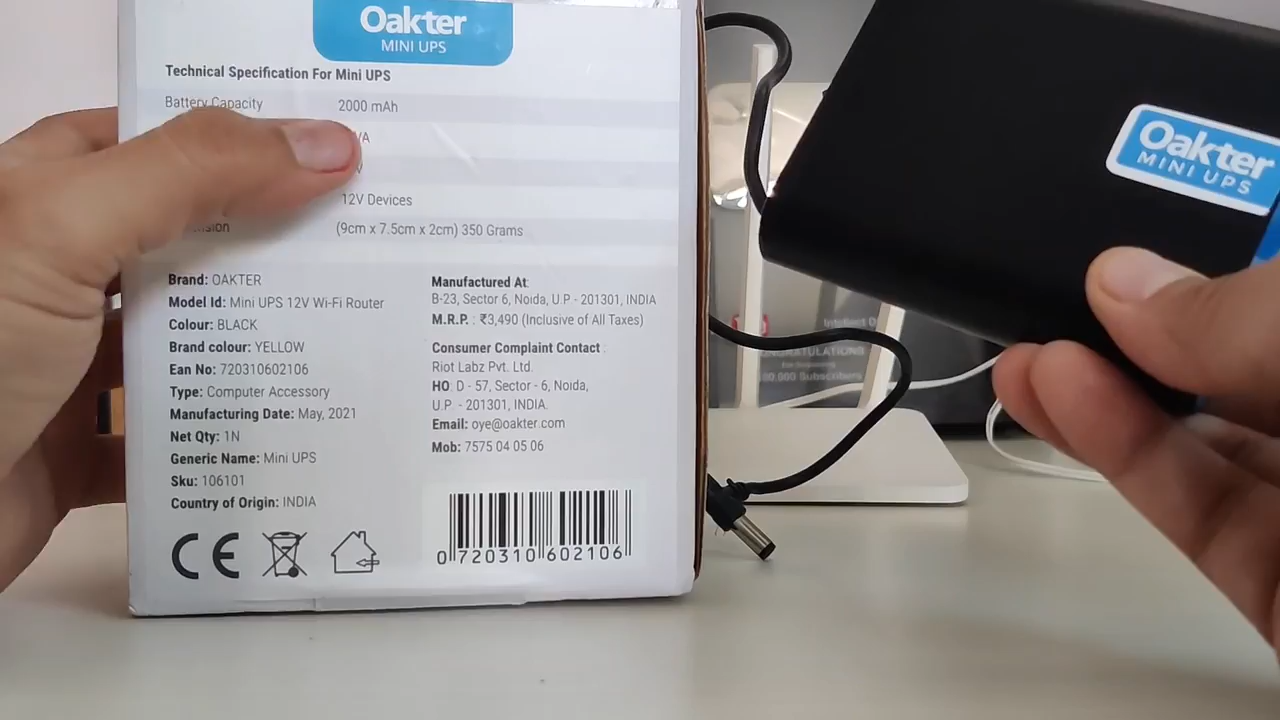 Oakter
MINI UPS
Technical Specification For Mini UPS
Battery Capacity 2000 mAh
VA
V
12V Devices
(9cm x 7.5cm x 2cm) 350 Grams
Brand: OAKTER
Model Id: Mini UPS 12V Wi-Fi Router
Colour: BLACK
Brand colour: YELLOW
Ean No: 720310602106
Type: Computer Accessory
Manufacturing Date: May, 2021
Net Qty: 1N
Generic Name: Mini UPS
Sku: 106101
Country of Origin: INDIA
Manufactured At:
B-23, Sector 6, Noida, U.P - 201301, INDIA
M.R.P. : ₹3,490 (Inclusive of All Taxes)
Consumer Complaint Contact :
Riot Labz Pvt. Ltd.
HO: D - 57, Sector - 6, Noida,
U.P. - 201301, INDIA.
Email: oye@oakter.com
Mob: 7575 04 05 06
CE
0 720310 602106
Oakter
MINI UPS
CONGRATULATIONS
Subscribers